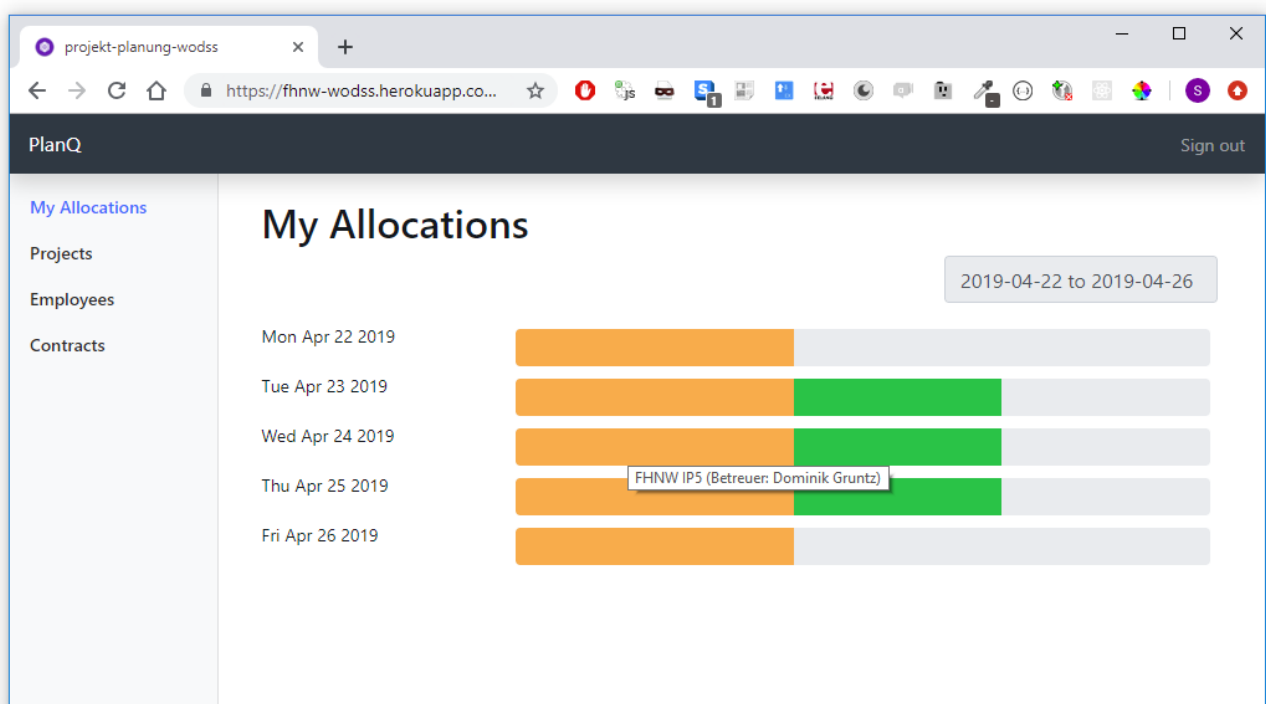 projekt-planung-wodss
https://fhnw-wodss.herokuapp.co...
js
S
1
S
PlanQ
Sign out
My Allocations
Projects
Employees
Contracts
My Allocations
2019-04-22 to 2019-04-26
Mon Apr 22 2019
Tue Apr 23 2019
Wed Apr 24 2019
FHNW IP5 (Betreuer: Dominik Gruntz)
Thu Apr 25 2019
Fri Apr 26 2019